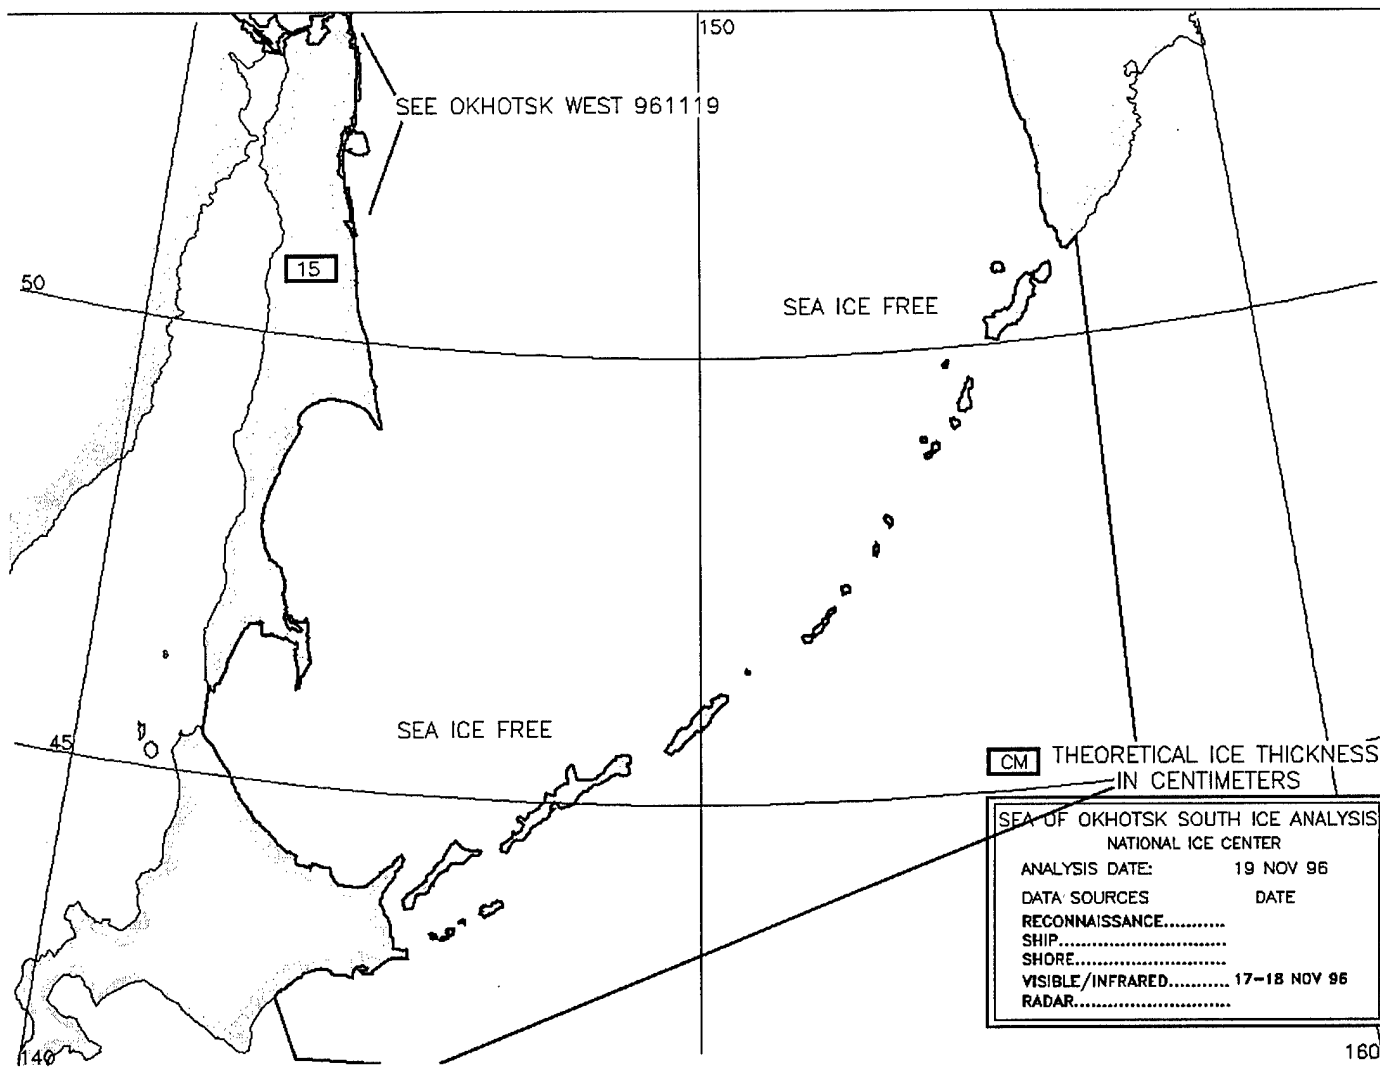 150
SEE OKHOTSK WEST 961119
15
50
SEA ICE FREE
SEA ICE FREE
45
CM THEORETICAL ICE THICKNESS
IN CENTIMETERS
SEA OF OKHOTSK SOUTH ICE ANALYSIS
NATIONAL ICE CENTER
ANALYSIS DATE: 19 NOV 96
DATA SOURCES DATE
RECONNAISSANCE...........
SHIP.............................
SHORE..........................
VISIBLE/INFRARED.......... 17-18 NOV 96
RADAR...........................
140
160